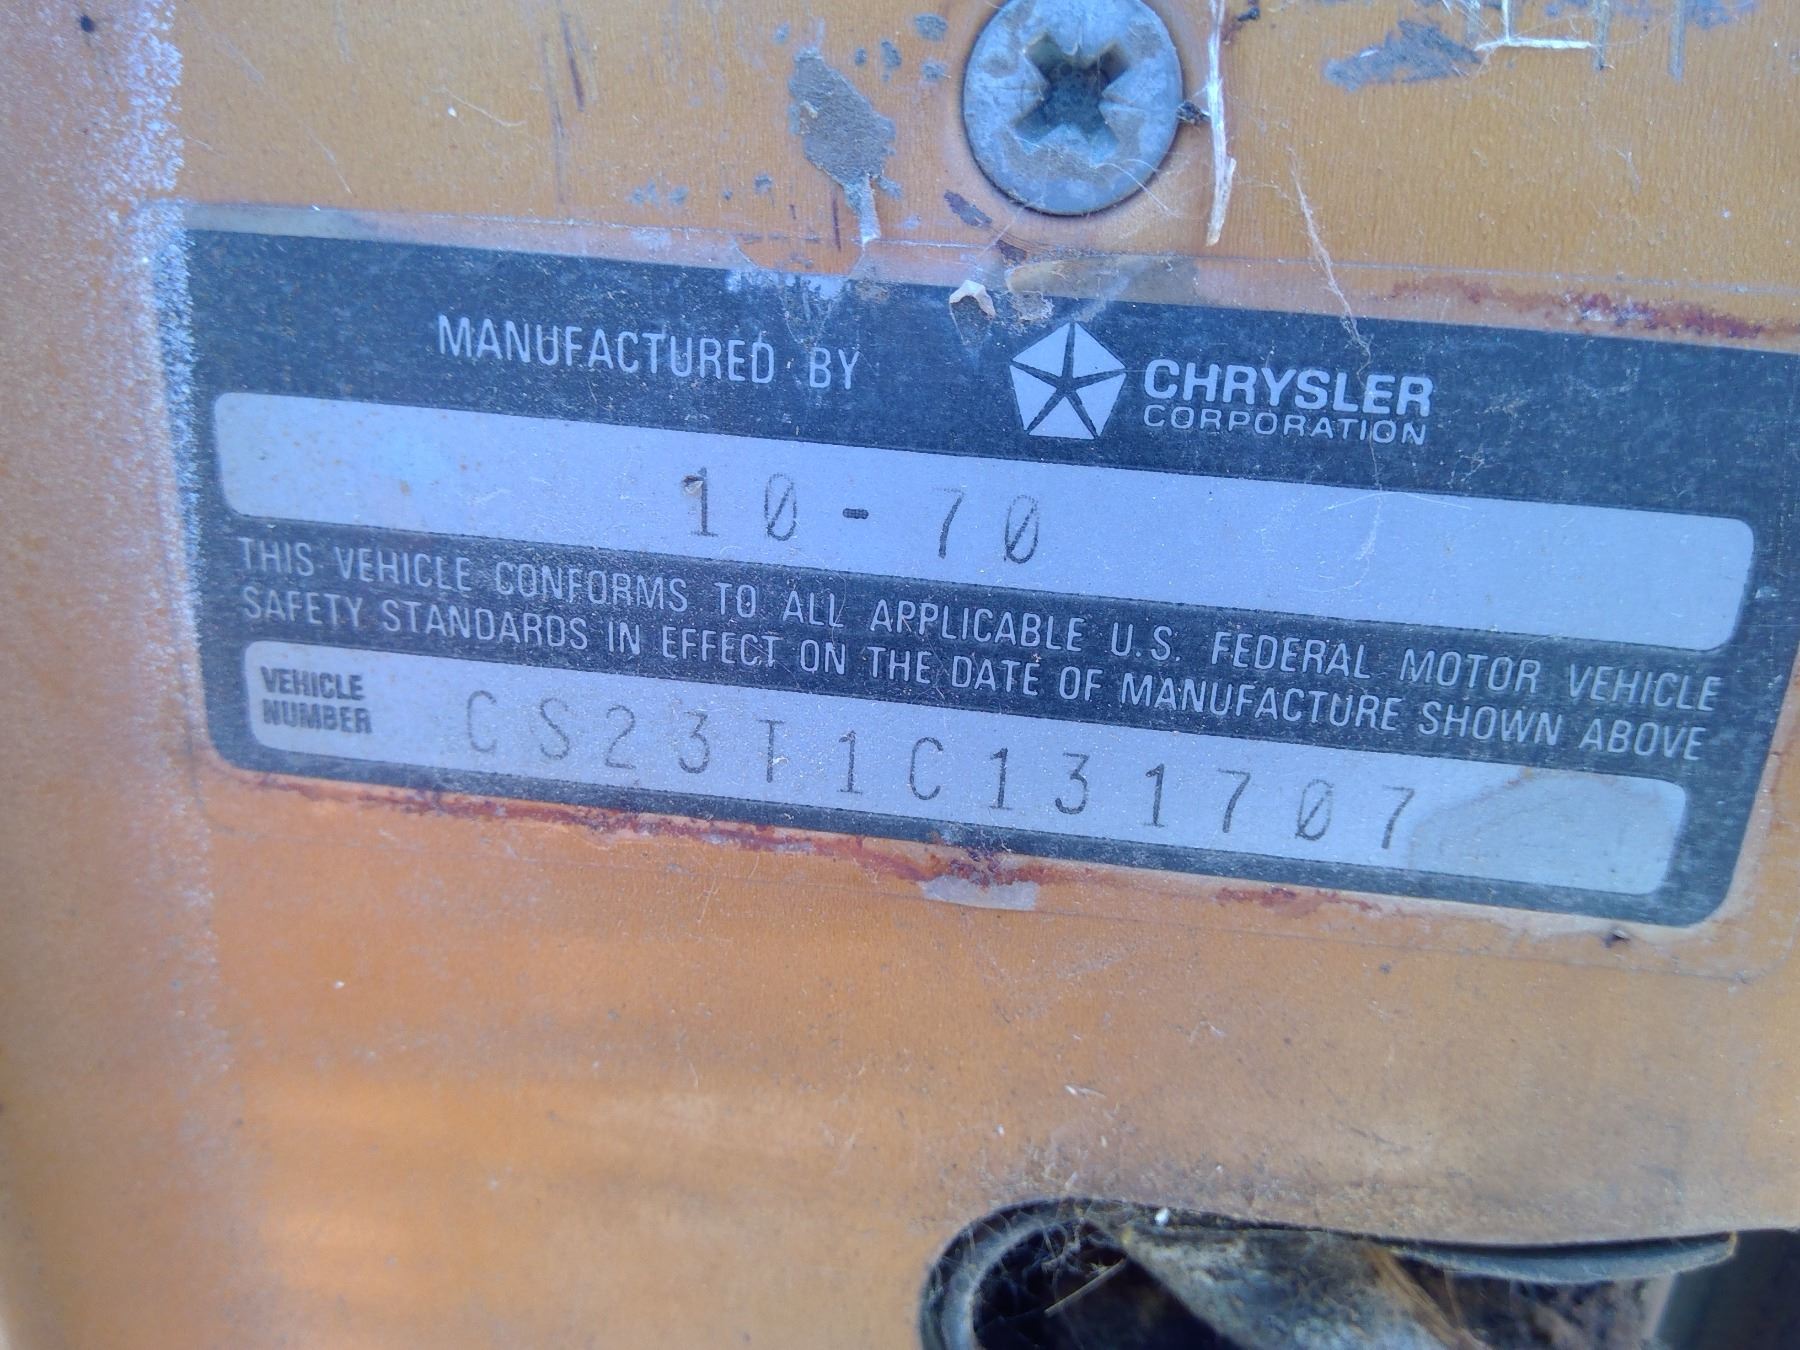 MANUFACTURED BY CHRYSLER
CORPORATION
10-70
THIS VEHICLE CONFORMS TO ALL APPLICABLE U.S. FEDERAL MOTOR VEHICLE
SAFETY STANDARDS IN EFFECT ON THE DATE OF MANUFACTURE SHOWN ABOVE
VEHICLE
NUMBER
CS23T1C131707